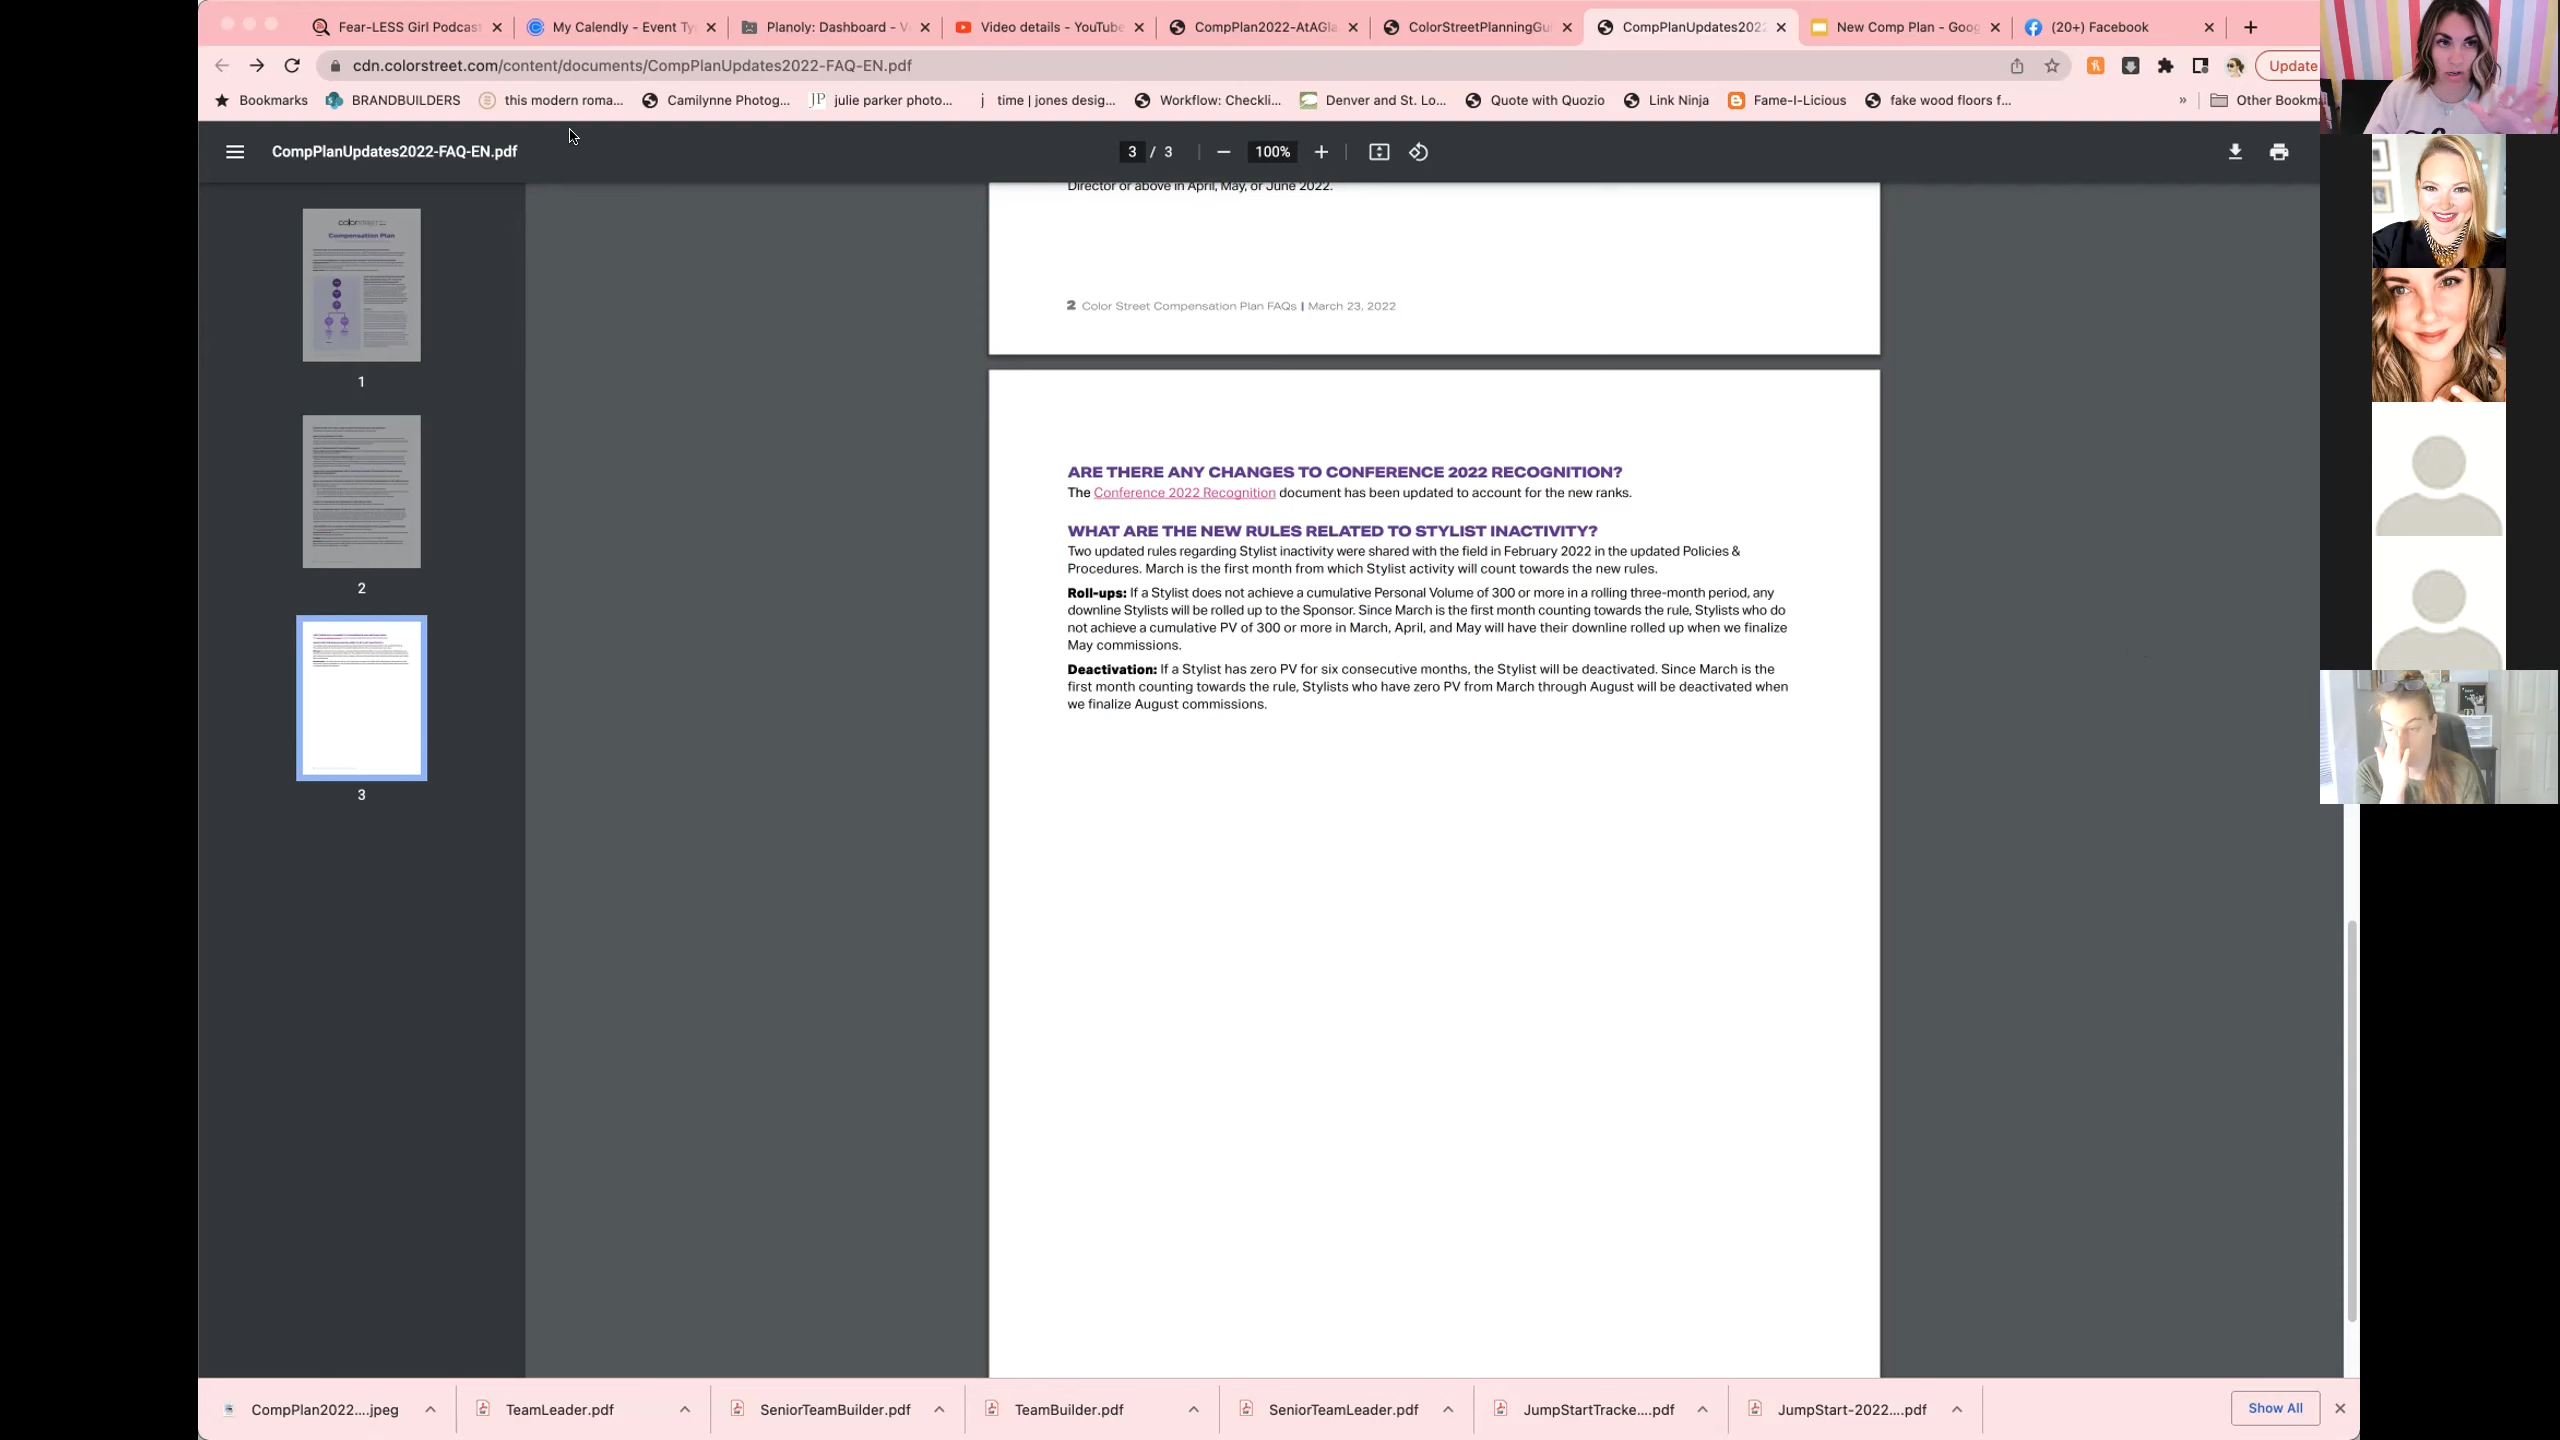 Fear-LESS Girl Podcas
My Calendly - Event Ty
Planoly: Dashboard - V
Video details - YouTube
CompPlan2022-AtAGla
ColorStreetPlanningGui
CompPlanUpdates2022
New Comp Plan - Goog
(20+) Facebook
cdn.colorstreet.com/content/documents/CompPlanUpdates2022-FAQ-EN.pdf
Update
Bookmarks
BRANDBUILDERS
this modern roma...
Camilynne Photog...
JP julie parker photo...
j time | jones desig...
Workflow: Checkli...
Denver and St. Lo...
Quote with Quozio
Link Ninja
Fame-I-Licious
fake wood floors f...
»
Other Bookma
CompPlanUpdates2022-FAQ-EN.pdf
3 / 3
100%
colorSTREET
Compensation Plan
1
2
3
Director or above in April, May, or June 2022.
2 Color Street Compensation Plan FAQs | March 23, 2022
ARE THERE ANY CHANGES TO CONFERENCE 2022 RECOGNITION?
The Conference 2022 Recognition document has been updated to account for the new ranks.
WHAT ARE THE NEW RULES RELATED TO STYLIST INACTIVITY?
Two updated rules regarding Stylist inactivity were shared with the field in February 2022 in the updated Policies &
Procedures. March is the first month from which Stylist activity will count towards the new rules.
Roll-ups: If a Stylist does not achieve a cumulative Personal Volume of 300 or more in a rolling three-month period, any
downline Stylists will be rolled up to the Sponsor. Since March is the first month counting towards the rule, Stylists who do
not achieve a cumulative PV of 300 or more in March, April, and May will have their downline rolled up when we finalize
May commissions.
Deactivation: If a Stylist has zero PV for six consecutive months, the Stylist will be deactivated. Since March is the
first month counting towards the rule, Stylists who have zero PV from March through August will be deactivated when
we finalize August commissions.
CompPlan2022....jpeg
TeamLeader.pdf
SeniorTeamBuilder.pdf
TeamBuilder.pdf
SeniorTeamLeader.pdf
JumpStartTracke....pdf
JumpStart-2022....pdf
Show All